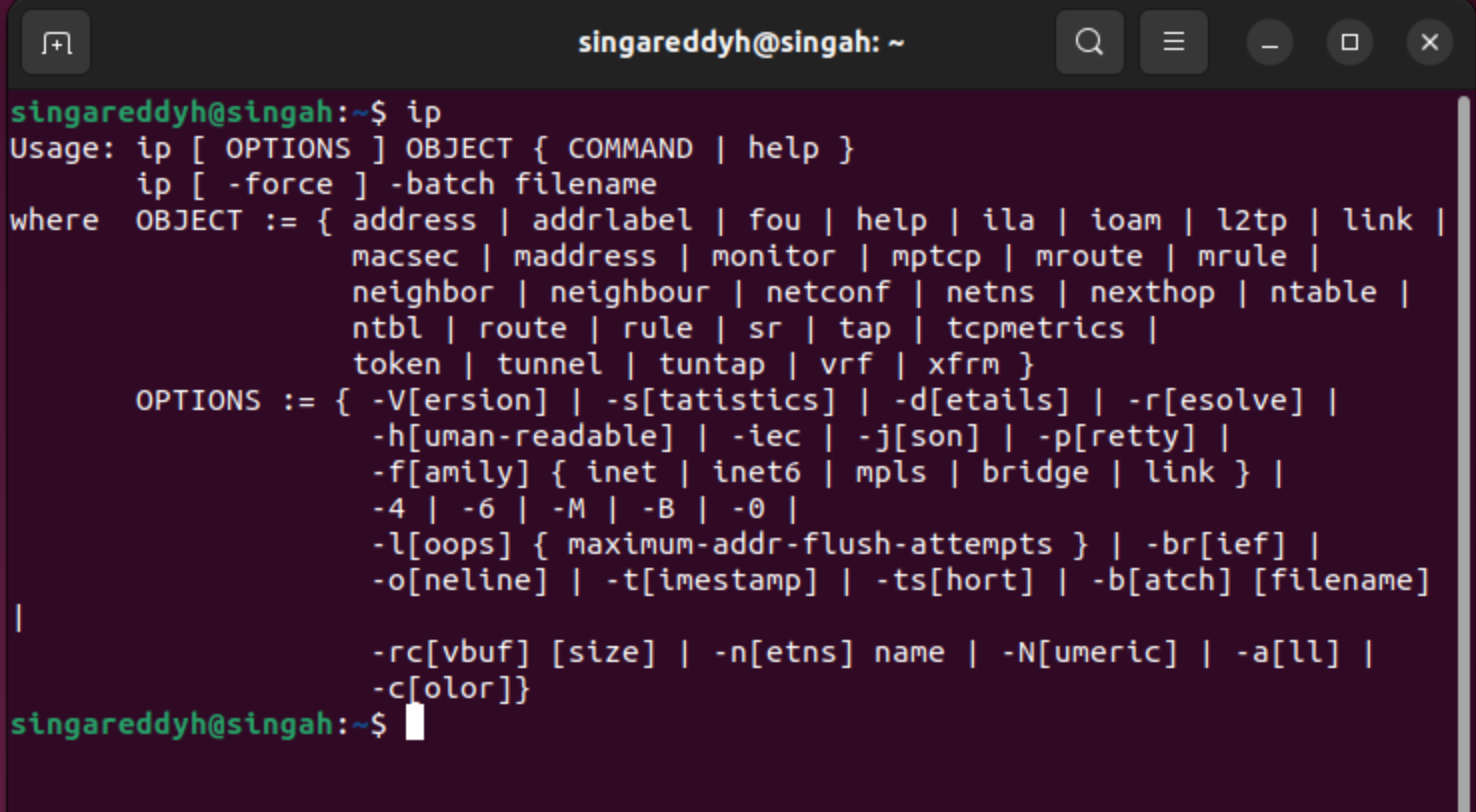 singareddyh@singah: ~
singareddyh@singah:~$ ip
Usage: ip [ OPTIONS ] OBJECT { COMMAND | help }
       ip [ -force ] -batch filename
where  OBJECT := { address | addrlabel | fou | help | ila | ioam | l2tp | link |
                   macsec | maddress | monitor | mptcp | mroute | mrule |
                   neighbor | neighbour | netconf | netns | nexthop | ntable |
                   ntbl | route | rule | sr | tap | tcpmetrics |
                   token | tunnel | tuntap | vrf | xfrm }
       OPTIONS := { -V[ersion] | -s[tatistics] | -d[etails] | -r[esolve] |
                    -h[uman-readable] | -iec | -j[son] | -p[retty] |
                    -f[amily] { inet | inet6 | mpls | bridge | link } |
                    -4 | -6 | -M | -B | -0 |
                    -l[oops] { maximum-addr-flush-attempts } | -br[ief] |
                    -o[neline] | -t[imestamp] | -ts[hort] | -b[atch] [filename]
|
                    -rc[vbuf] [size] | -n[etns] name | -N[umeric] | -a[ll] |
                    -c[olor]}
singareddyh@singah:~$